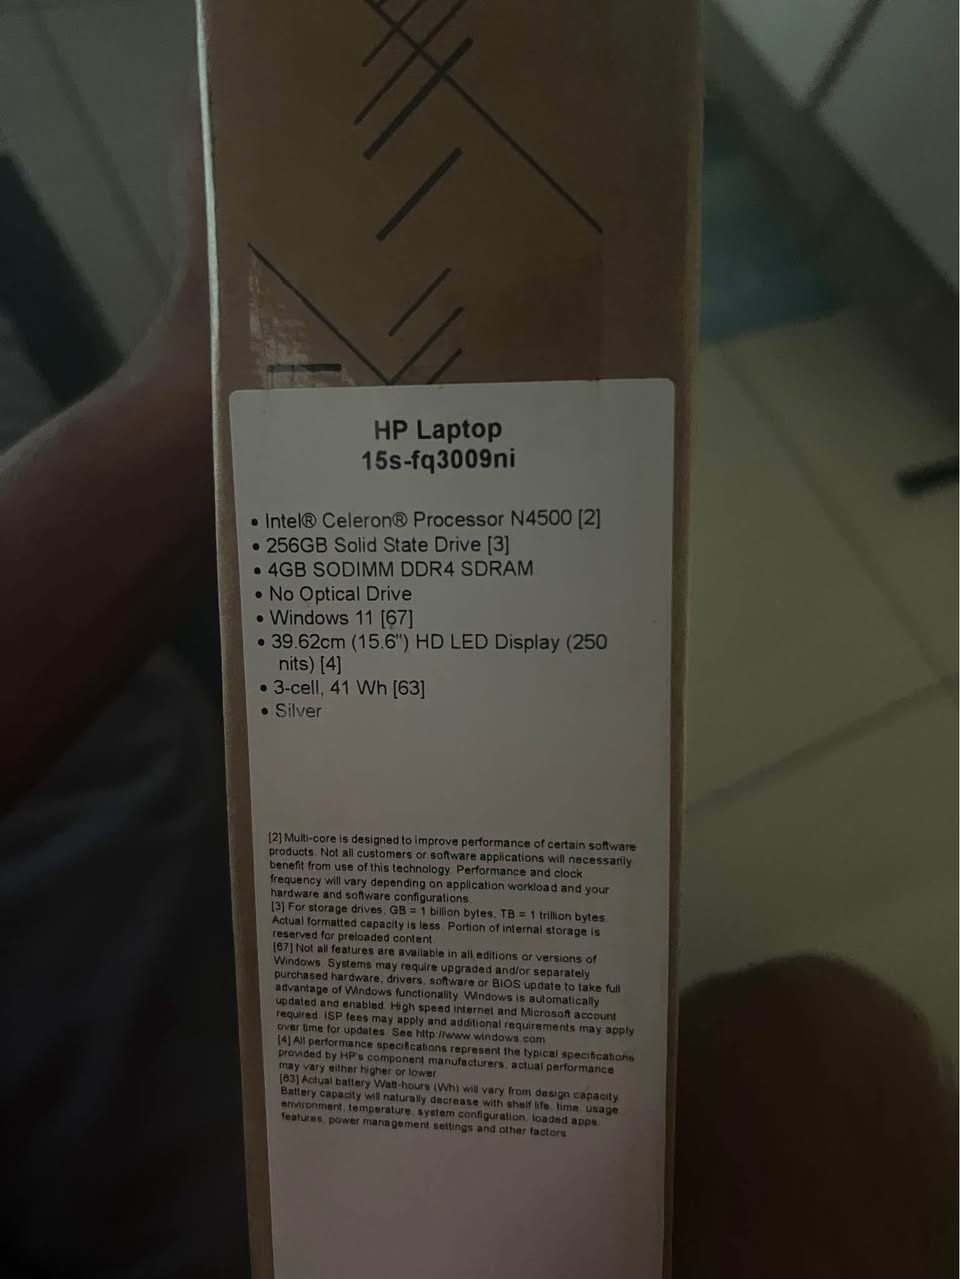 HP Laptop
15s-fq3009ni
• Intel® Celeron® Processor N4500 [2]
• 256GB Solid State Drive [3]
• 4GB SODIMM DDR4 SDRAM
• No Optical Drive
• Windows 11 [67]
• 39.62cm (15.6") HD LED Display (250
nits) [4]
• 3-cell, 41 Wh [63]
• Silver
[2] Multi-core is designed to improve performance of certain software
products. Not all customers or software applications will necessarily
benefit from use of this technology. Performance and clock
frequency will vary depending on application workload and your
hardware and software configurations.
[3] For storage drives, GB = 1 billion bytes, TB = 1 trillion bytes.
Actual formatted capacity is less. Portion of internal storage is
reserved for preloaded content.
[67] Not all features are available in all editions or versions of
Windows. Systems may require upgraded and/or separately
purchased hardware, drivers, software or BIOS update to take full
advantage of Windows functionality. Windows is automatically
updated and enabled. High speed internet and Microsoft account
required. ISP fees may apply and additional requirements may apply
over time for updates. See http://www.windows.com
[4] All performance specifications represent the typical specifications
provided by HP's component manufacturers; actual performance
may vary either higher or lower.
[63] Actual battery Watt-hours (Wh) will vary from design capacity.
Battery capacity will naturally decrease with shelf life, time, usage,
environment, temperature, system configuration, loaded apps,
features, power management settings and other factors.